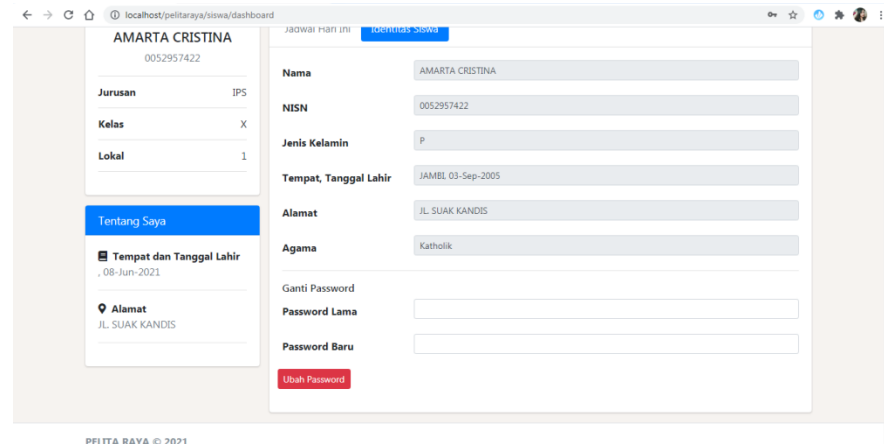 localhost/pelitaraya/siswa/dashboard
AMARTA CRISTINA
0052957422
Jurusan IPS
Kelas X
Lokal 1
Tentang Saya
Tempat dan Tanggal Lahir
, 08-Jun-2021
Alamat
JL. SUAK KANDIS
Jadwal Hari Ini Identitas Siswa
Nama AMARTA CRISTINA
NISN 0052957422
Jenis Kelamin P
Tempat, Tanggal Lahir JAMBI, 03-Sep-2005
Alamat JL. SUAK KANDIS
Agama Katholik
Ganti Password
Password Lama
Password Baru
Ubah Password
PELITA RAYA © 2021